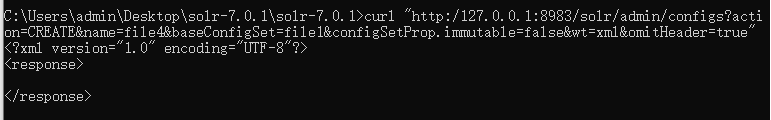 C:\Users\admin\Desktop\solr-7.0.1\solr-7.0.1>curl "http:/127.0.0.1:8983/solr/admin/configs?acti
on=CREATE&name=file4&baseConfigSet=file1&configSetProp.immutable=false&wt=xml&omitHeader=true"
<?xml version="1.0" encoding="UTF-8"?>
<response>
</response>